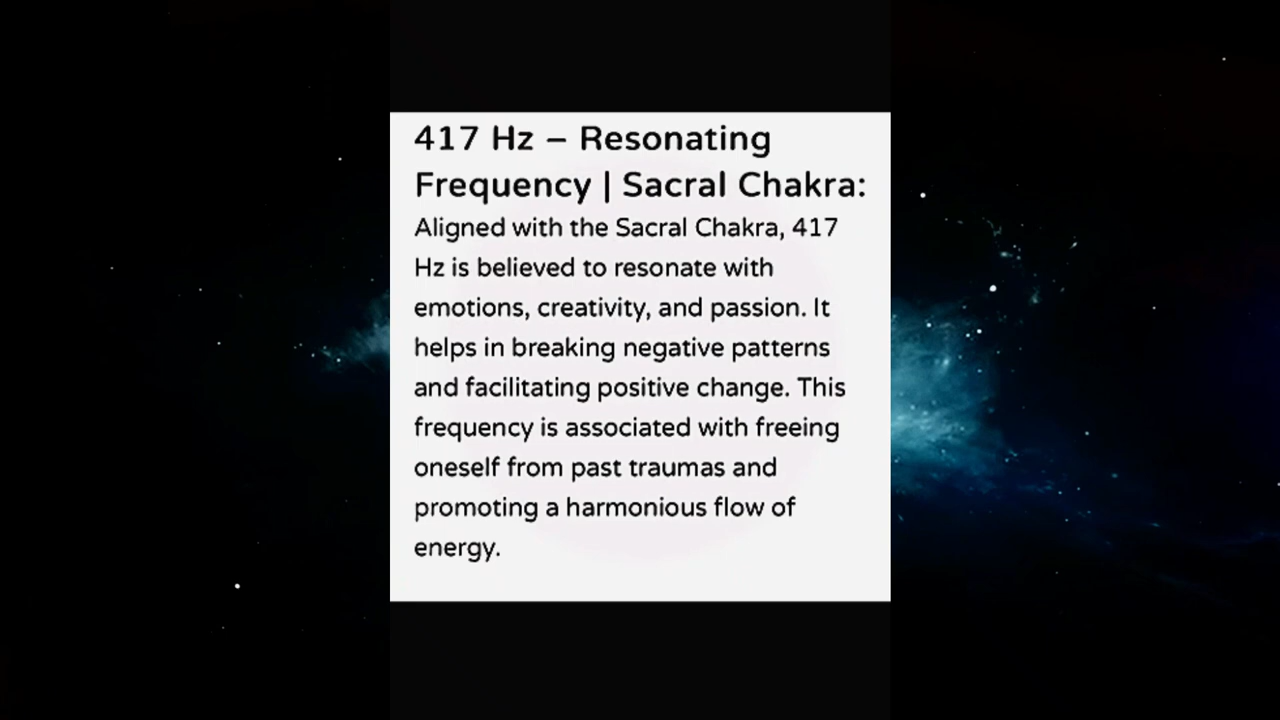 417 Hz – Resonating
Frequency | Sacral Chakra:
Aligned with the Sacral Chakra, 417
Hz is believed to resonate with
emotions, creativity, and passion. It
helps in breaking negative patterns
and facilitating positive change. This
frequency is associated with freeing
oneself from past traumas and
promoting a harmonious flow of
energy.